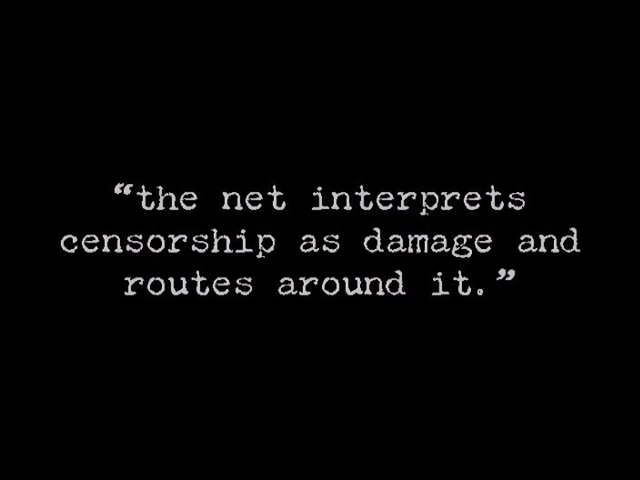 “the net interprets
censorship as damage and
routes around it.”